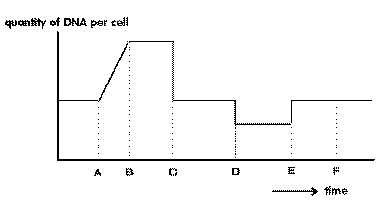 quantity of DNA per cell
A B C D E F
time